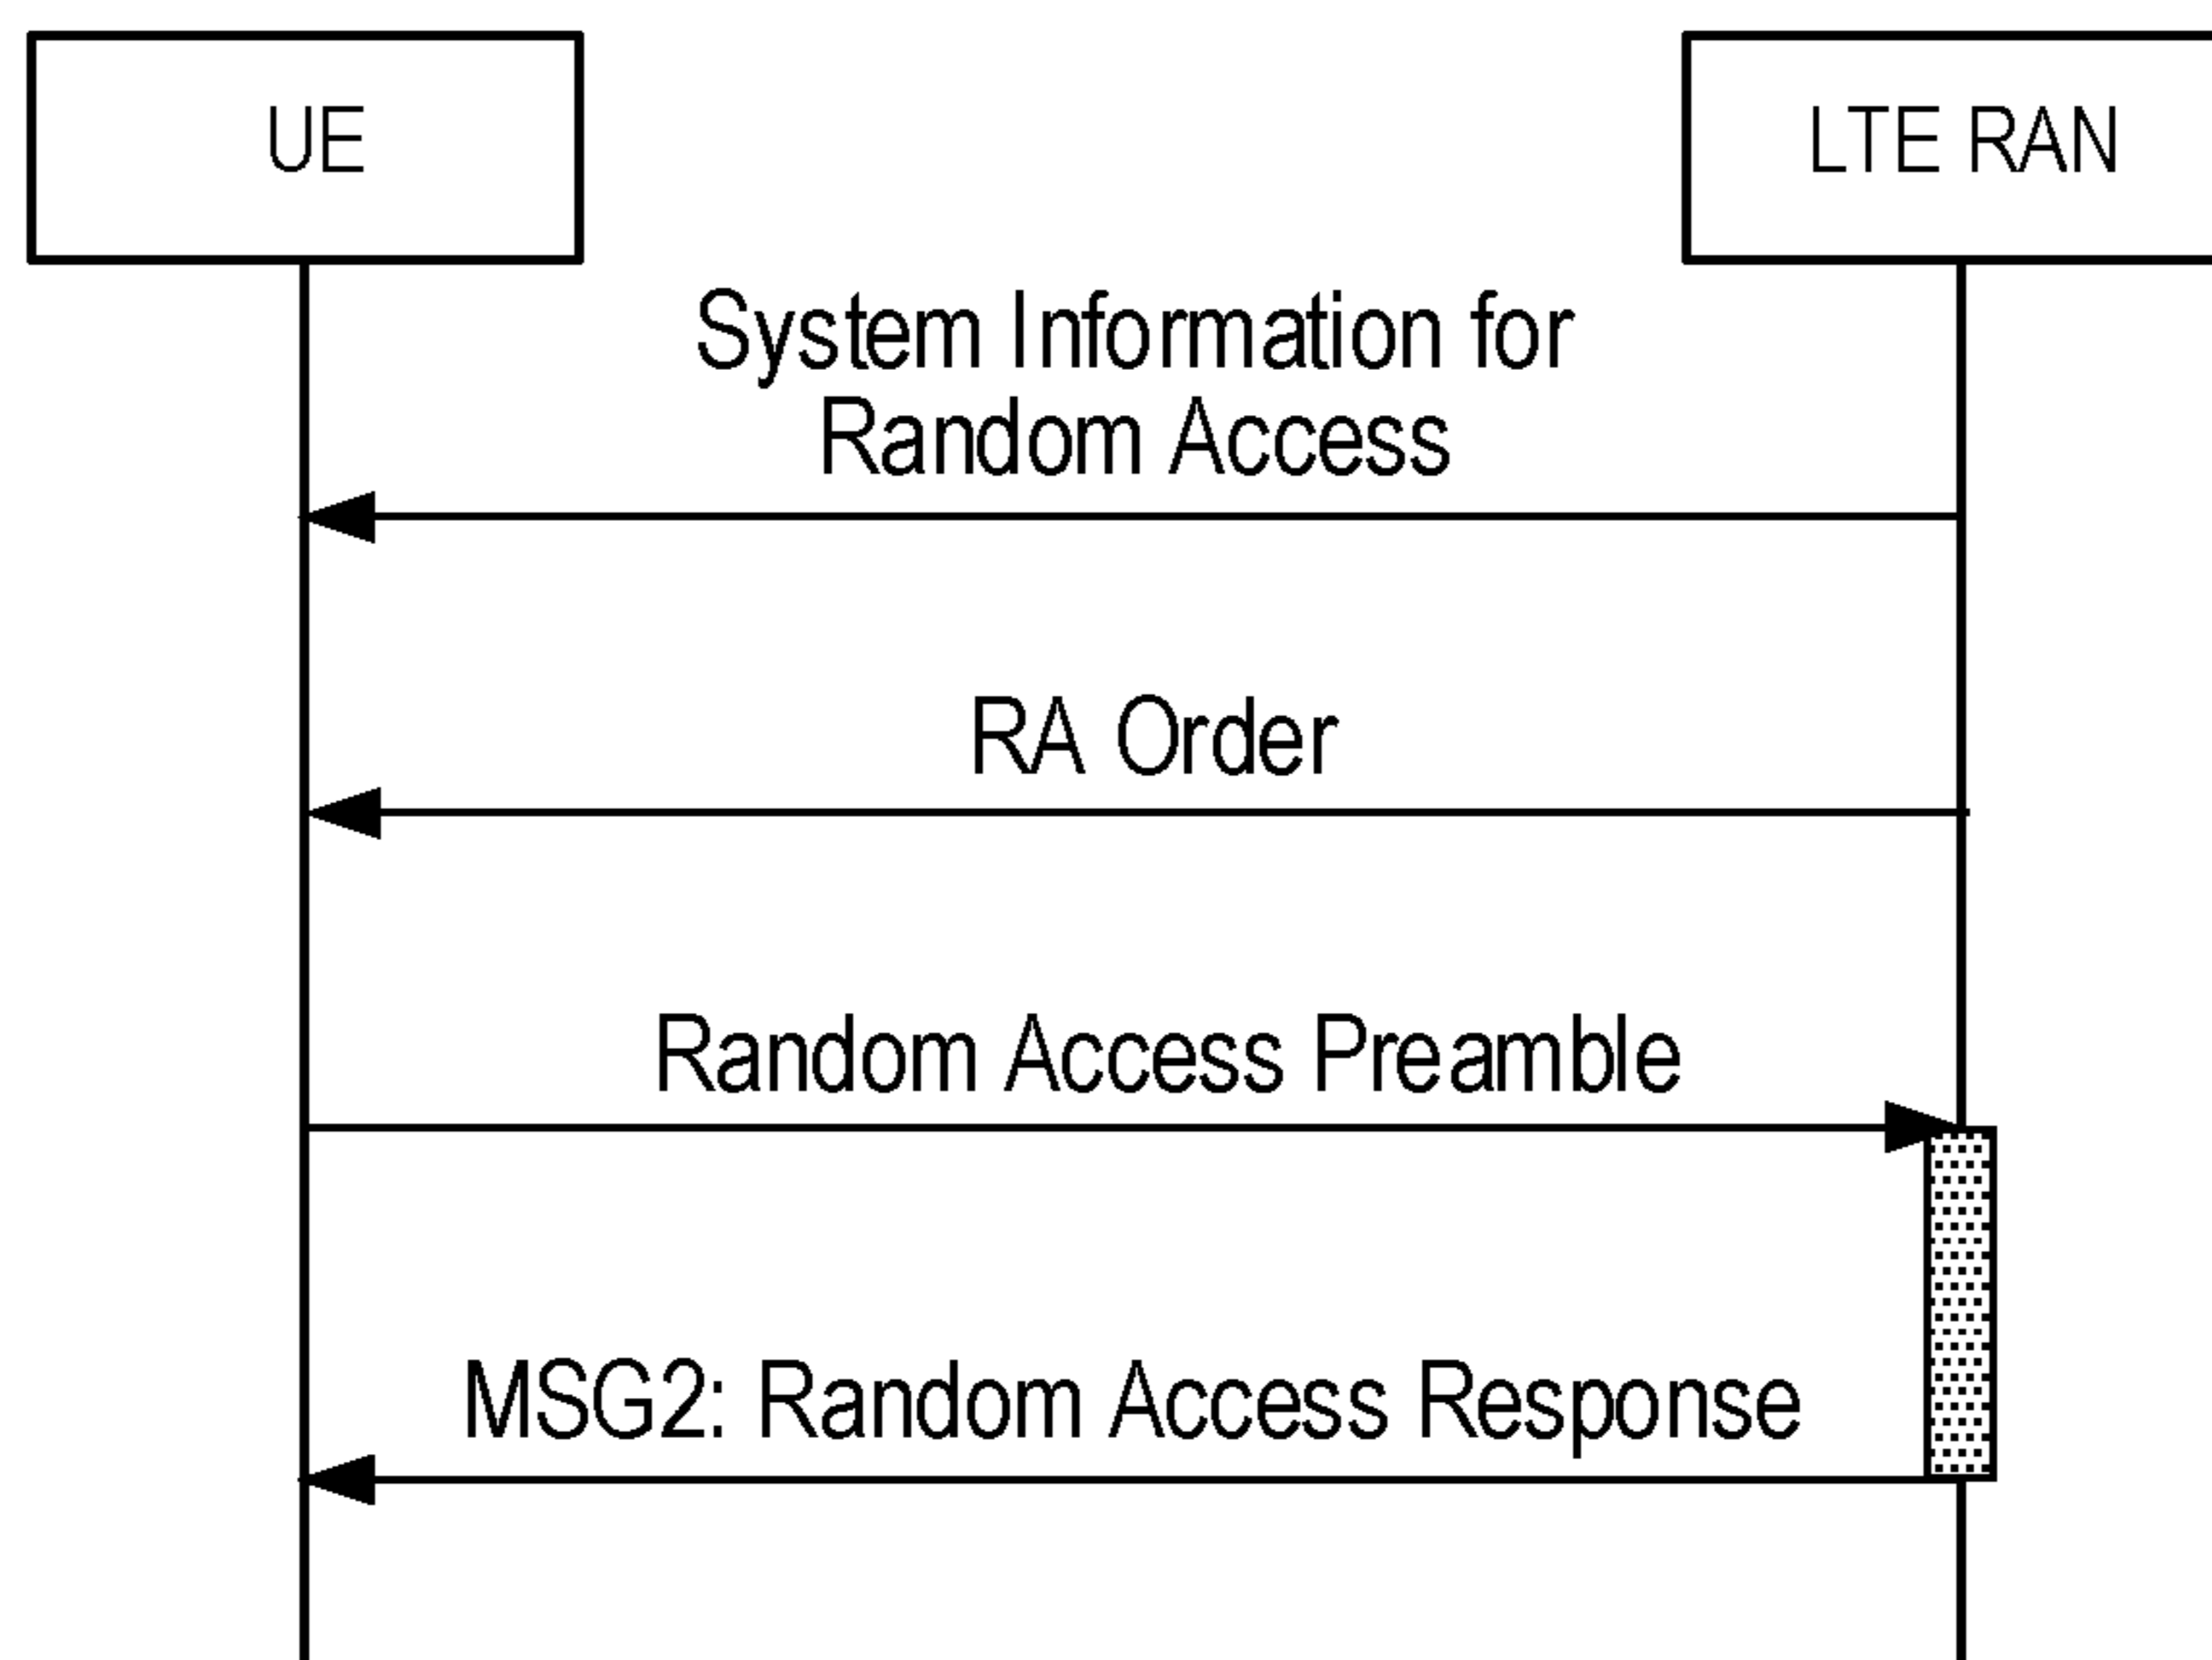 UE
LTE RAN
System Information for
Random Access
RA Order
Random Access Preamble
MSG2: Random Access Response